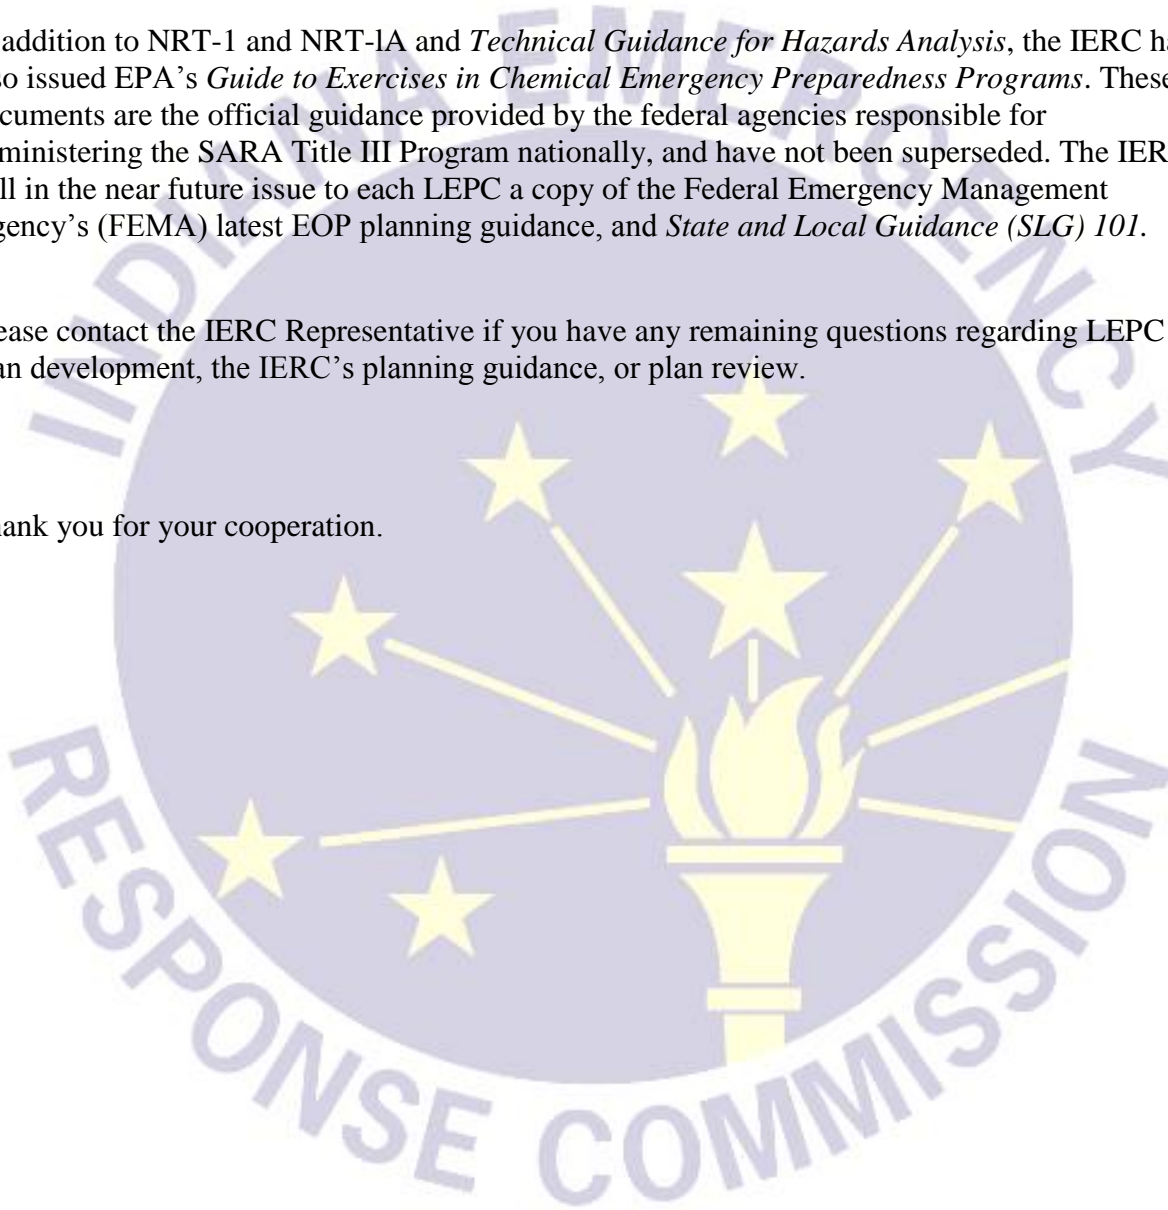 addition to NRT-1 and NRT-lA and Technical Guidance for Hazards Analysis, the IERC ha
so issued EPA’s Guide to Exercises in Chemical Emergency Preparedness Programs. These
cuments are the official guidance provided by the federal agencies responsible for
ministering the SARA Title III Program nationally, and have not been superseded. The IER
ll in the near future issue to each LEPC a copy of the Federal Emergency Management
gency’s (FEMA) latest EOP planning guidance, and State and Local Guidance (SLG) 101.
ease contact the IERC Representative if you have any remaining questions regarding LEPC
an development, the IERC’s planning guidance, or plan review.
hank you for your cooperation.
INDIANA EMERGENCY
RESPONSE COMMISSION